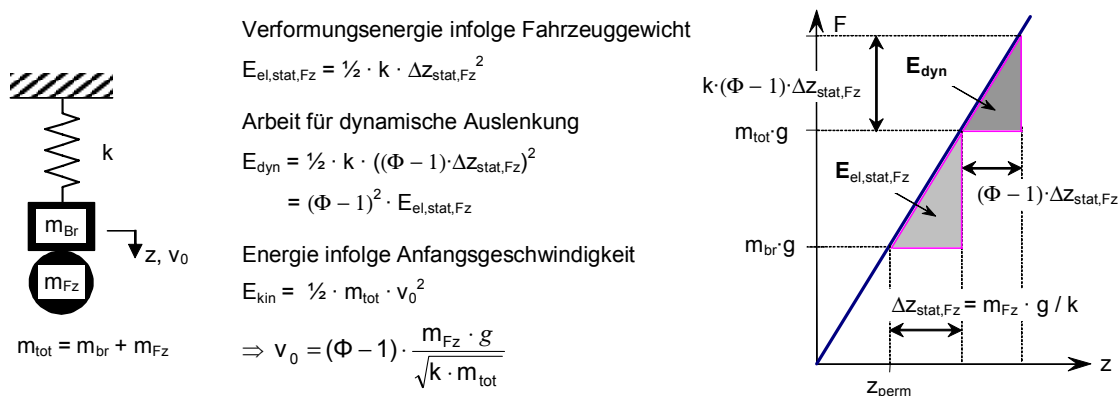 k
m_Br
m_Fz
z, v₀
m_tot = m_br + m_Fz
Verformungsenergie infolge Fahrzeuggewicht
E_el,stat,Fz = ½ · k · Δz_stat,Fz²
Arbeit für dynamische Auslenkung
E_dyn = ½ · k · ((Φ − 1)·Δz_stat,Fz)²
= (Φ − 1)² · E_el,stat,Fz
Energie infolge Anfangsgeschwindigkeit
E_kin = ½ · m_tot · v₀²
⇒ v₀ = (Φ − 1) · m_Fz · g / √(k · m_tot)
F
E_dyn
k·(Φ − 1)·Δz_stat,Fz
m_tot·g
E_el,stat,Fz
(Φ − 1)·Δz_stat,Fz
m_br·g
Δz_stat,Fz = m_Fz · g / k
z
z_perm